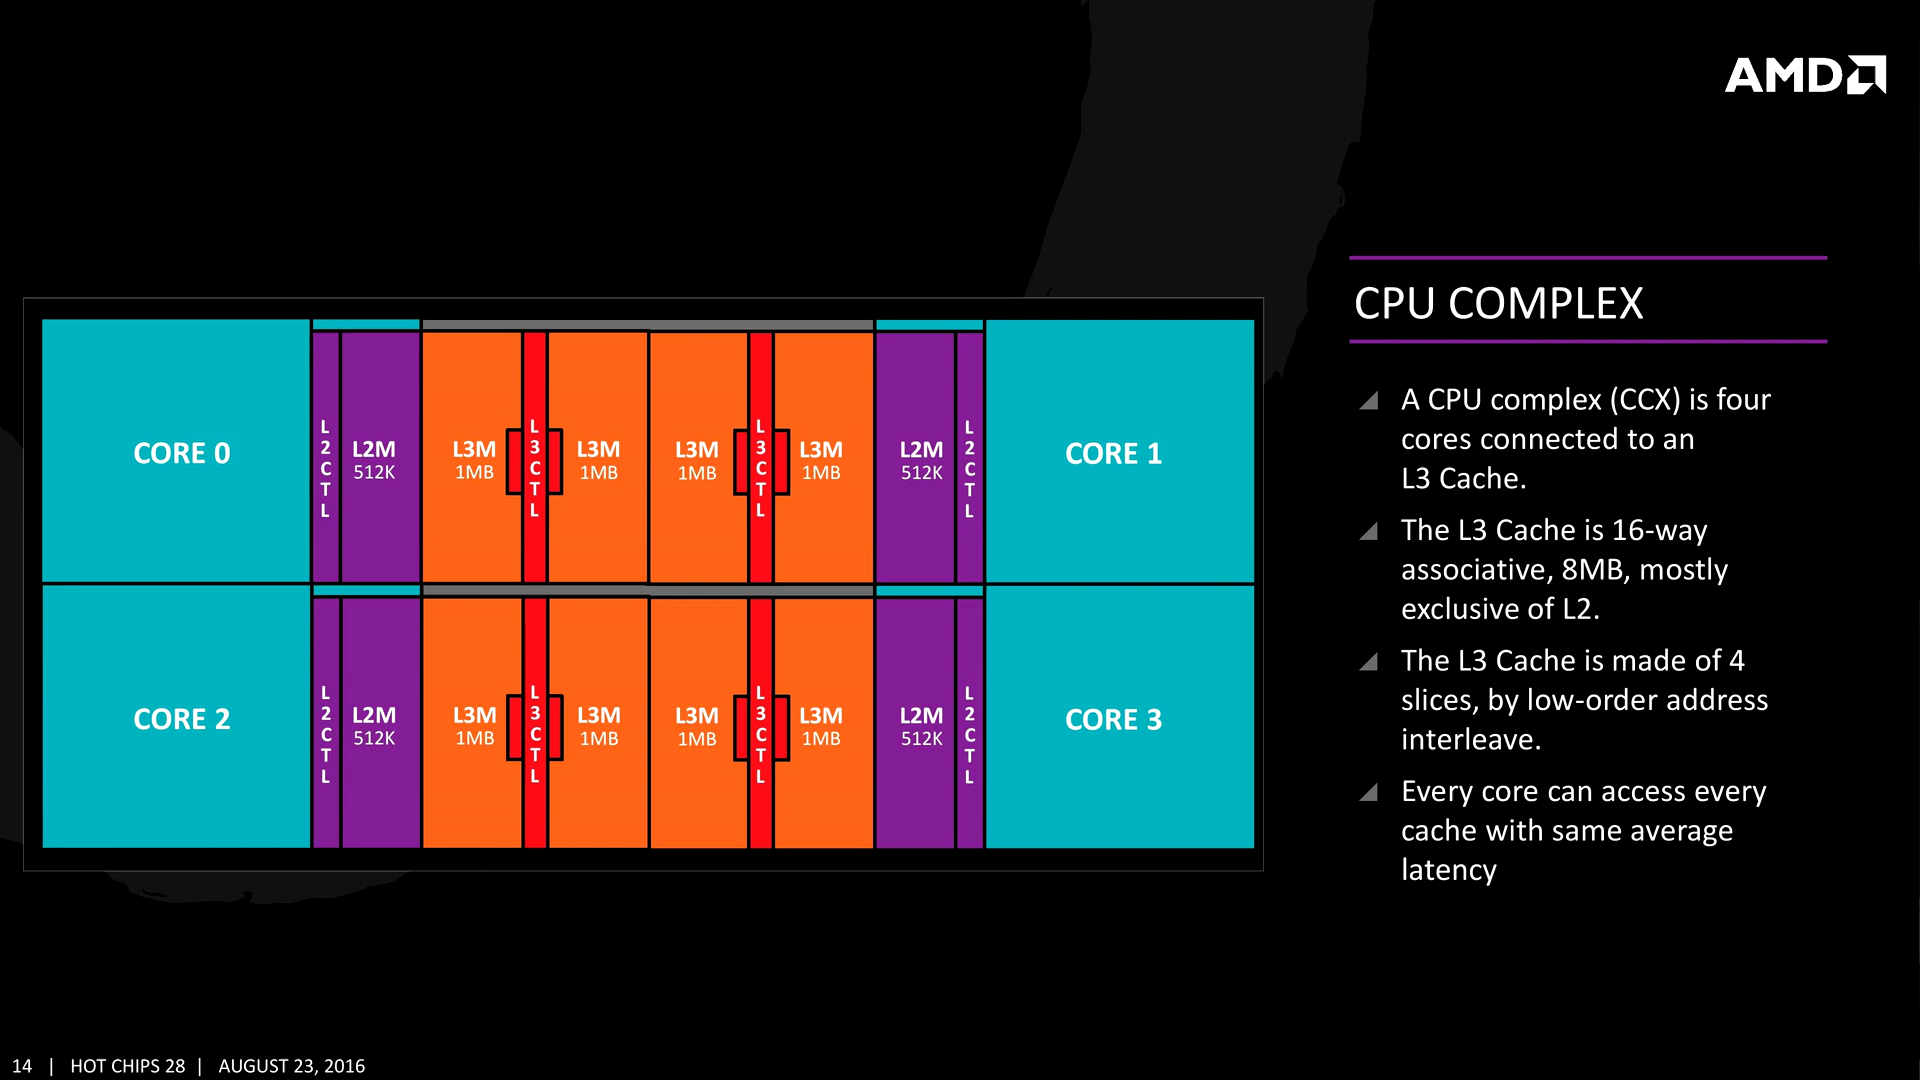 AMD
CPU COMPLEX
A CPU complex (CCX) is four
cores connected to an
L3 Cache.
The L3 Cache is 16-way
associative, 8MB, mostly
exclusive of L2.
The L3 Cache is made of 4
slices, by low-order address
interleave.
Every core can access every
cache with same average
latency
CORE 0
L2CTL
L2M
512K
L3M
1MB
L3CTL
L3M
1MB
L3M
1MB
L3CTL
L3M
1MB
L2M
512K
L2CTL
CORE 1
CORE 2
L2CTL
L2M
512K
L3M
1MB
L3CTL
L3M
1MB
L3M
1MB
L3CTL
L3M
1MB
L2M
512K
L2CTL
CORE 3
14 | HOT CHIPS 28 | AUGUST 23, 2016